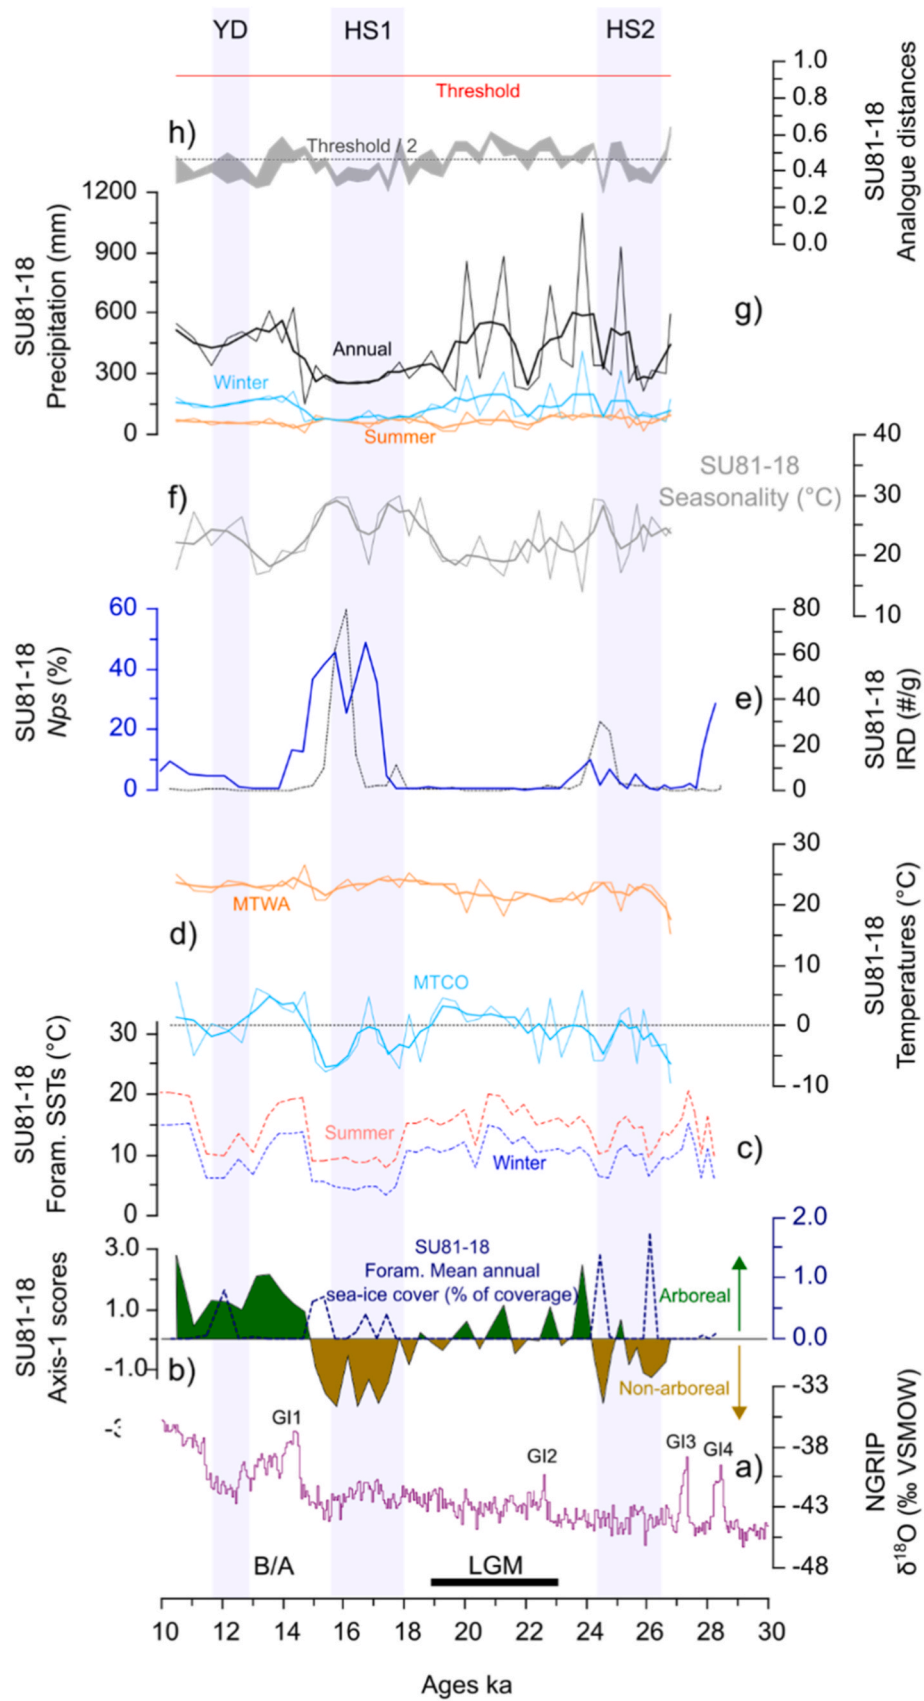 YD
HS1
HS2
1.0
0.8
0.6
0.4
0.2
0.0
SU81-18
Analogue distances
Threshold
h)
Threshold / 2
1200
900
600
300
0
SU81-18
Precipitation (mm)
g)
Annual
Winter
Summer
40
30
20
10
SU81-18
Seasonality (°C)
f)
60
40
20
0
SU81-18
Nps (%)
80
60
40
20
0
SU81-18
IRD (#/g)
e)
30
20
10
0
-10
SU81-18
Temperatures (°C)
MTWA
d)
MTCO
30
20
10
0
SU81-18
Foram. SSTs (°C)
Summer
Winter
c)
3.0
1.0
-1.0
SU81-18
Axis-1 scores
SU81-18
Foram. Mean annual
sea-ice cover (% of coverage)
2.0
1.0
0.0
Arboreal
Non-arboreal
b)
-33
-38
-43
-48
NGRIP
δ18O (‰ VSMOW)
GI1
GI2
GI3
GI4
a)
B/A
LGM
10
12
14
16
18
20
22
24
26
28
30
Ages ka